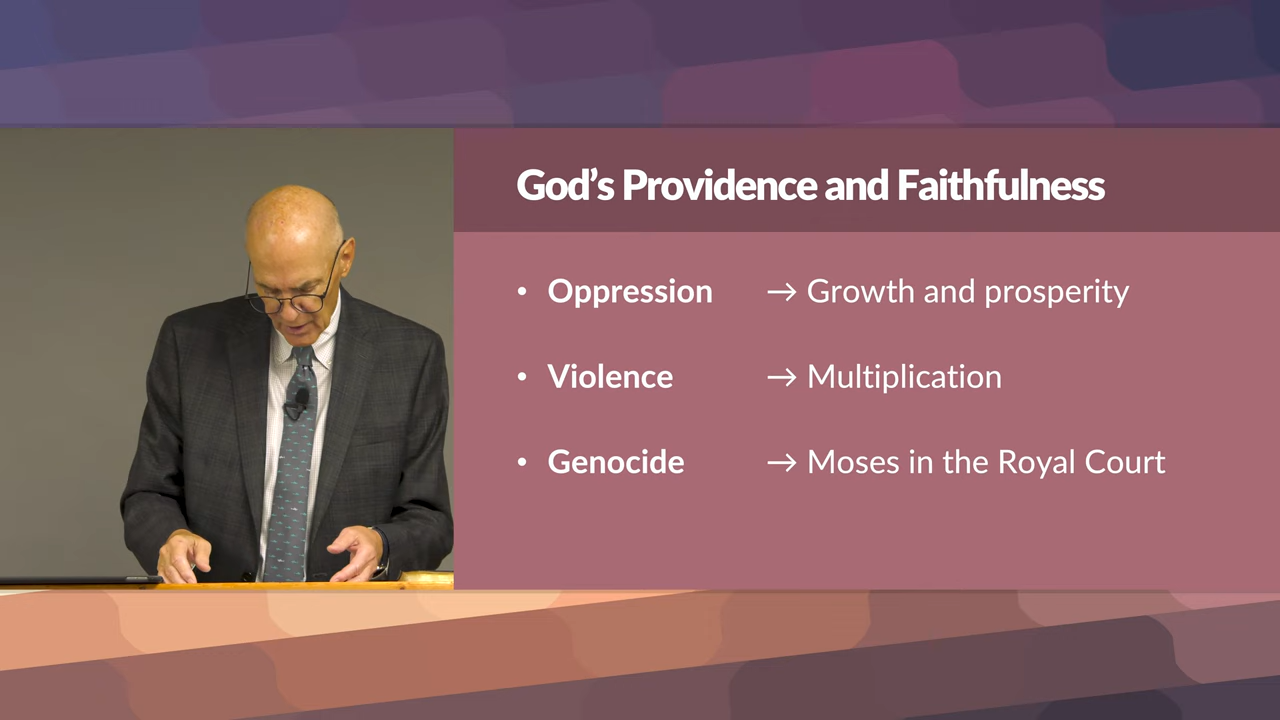 God’s Providence and Faithfulness
• Oppression → Growth and prosperity
• Violence → Multiplication
• Genocide → Moses in the Royal Court